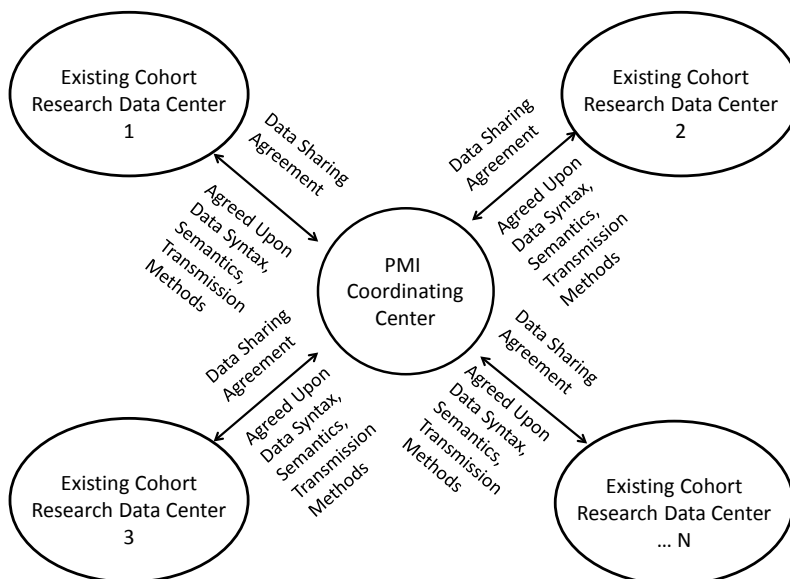 Existing Cohort
Research Data Center
1
Existing Cohort
Research Data Center
2
Data Sharing
Agreement
Agreed Upon
Data Syntax,
Semantics,
Transmission
Methods
Data Sharing
Agreement
Agreed Upon
Data Syntax,
Semantics,
Transmission
Methods
PMI
Coordinating
Center
Data Sharing
Agreement
Agreed Upon
Data Syntax,
Semantics,
Transmission
Methods
Data Sharing
Agreement
Agreed Upon
Data Syntax,
Semantics,
Transmission
Methods
Existing Cohort
Research Data Center
3
Existing Cohort
Research Data Center
... N